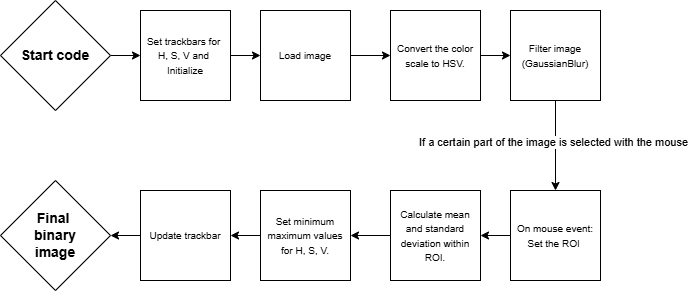 Start code
Set trackbars for
H, S, V and
Initialize
Load image
Convert the color
scale to HSV.
Filter image
(GaussianBlur)
If a certain part of the image is selected with the mouse
Final
binary
image
Update trackbar
Set minimum
maximum values
for H, S, V.
Calculate mean
and standard
deviation within
ROI.
On mouse event:
Set the ROI